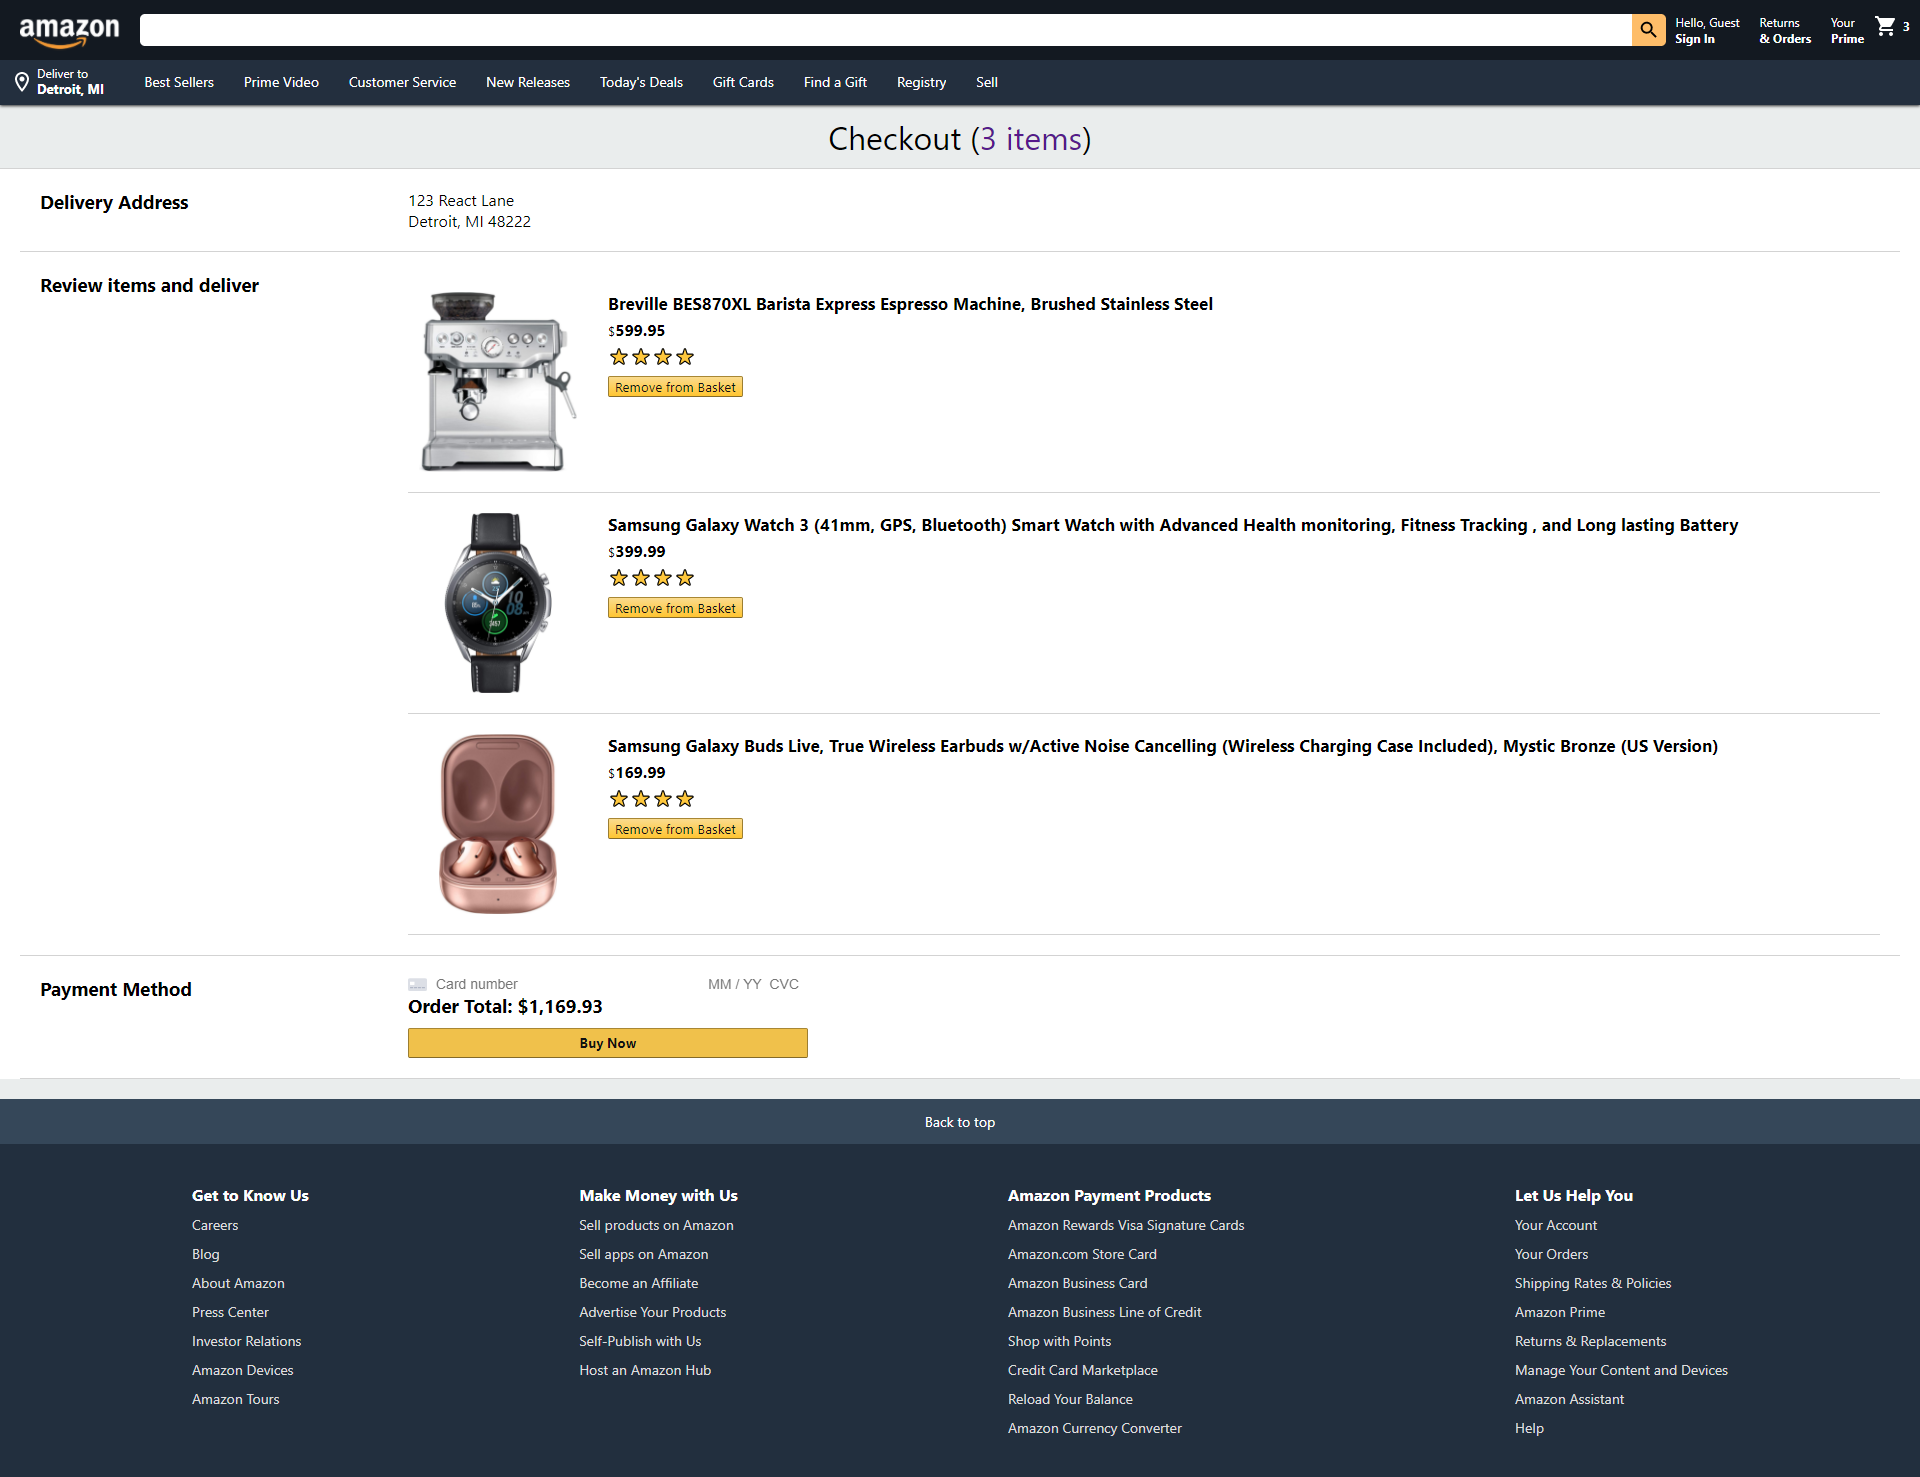 amazon
Hello, Guest
Sign In
Returns
& Orders
Your
Prime
3
Deliver to
Detroit, MI
Best Sellers
Prime Video
Customer Service
New Releases
Today's Deals
Gift Cards
Find a Gift
Registry
Sell
Checkout (3 items)
Delivery Address
123 React Lane
Detroit, MI 48222
Review items and deliver
Breville BES870XL Barista Express Espresso Machine, Brushed Stainless Steel
$599.95
Remove from Basket
Samsung Galaxy Watch 3 (41mm, GPS, Bluetooth) Smart Watch with Advanced Health monitoring, Fitness Tracking , and Long lasting Battery
$399.99
Remove from Basket
Samsung Galaxy Buds Live, True Wireless Earbuds w/Active Noise Cancelling (Wireless Charging Case Included), Mystic Bronze (US Version)
$169.99
Remove from Basket
Payment Method
Card number
MM / YY CVC
Order Total: $1,169.93
Buy Now
Back to top
Get to Know Us
Careers
Blog
About Amazon
Press Center
Investor Relations
Amazon Devices
Amazon Tours
Make Money with Us
Sell products on Amazon
Sell apps on Amazon
Become an Affiliate
Advertise Your Products
Self-Publish with Us
Host an Amazon Hub
Amazon Payment Products
Amazon Rewards Visa Signature Cards
Amazon.com Store Card
Amazon Business Card
Amazon Business Line of Credit
Shop with Points
Credit Card Marketplace
Reload Your Balance
Amazon Currency Converter
Let Us Help You
Your Account
Your Orders
Shipping Rates & Policies
Amazon Prime
Returns & Replacements
Manage Your Content and Devices
Amazon Assistant
Help